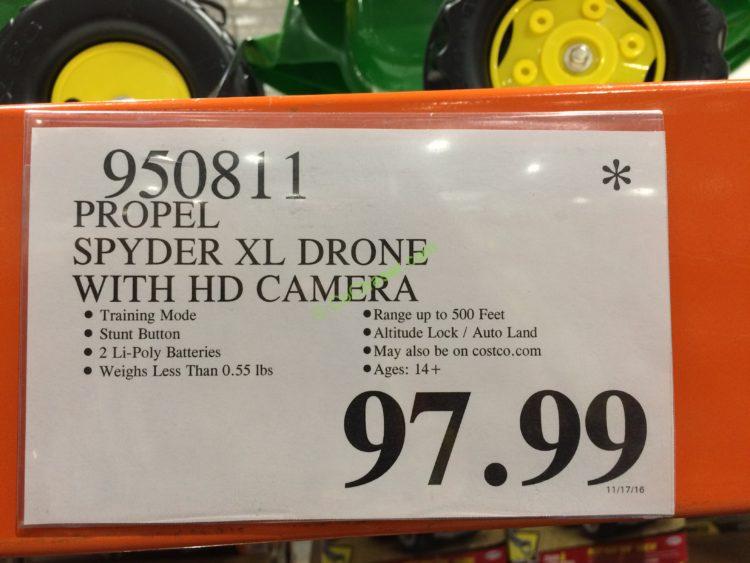 950811
*
PROPEL
SPYDER XL DRONE
WITH HD CAMERA
• Training Mode
• Stunt Button
• 2 Li-Poly Batteries
• Weighs Less Than 0.55 lbs
• Range up to 500 Feet
• Altitude Lock / Auto Land
• May also be on costco.com
• Ages: 14+
97.99
11/17/16